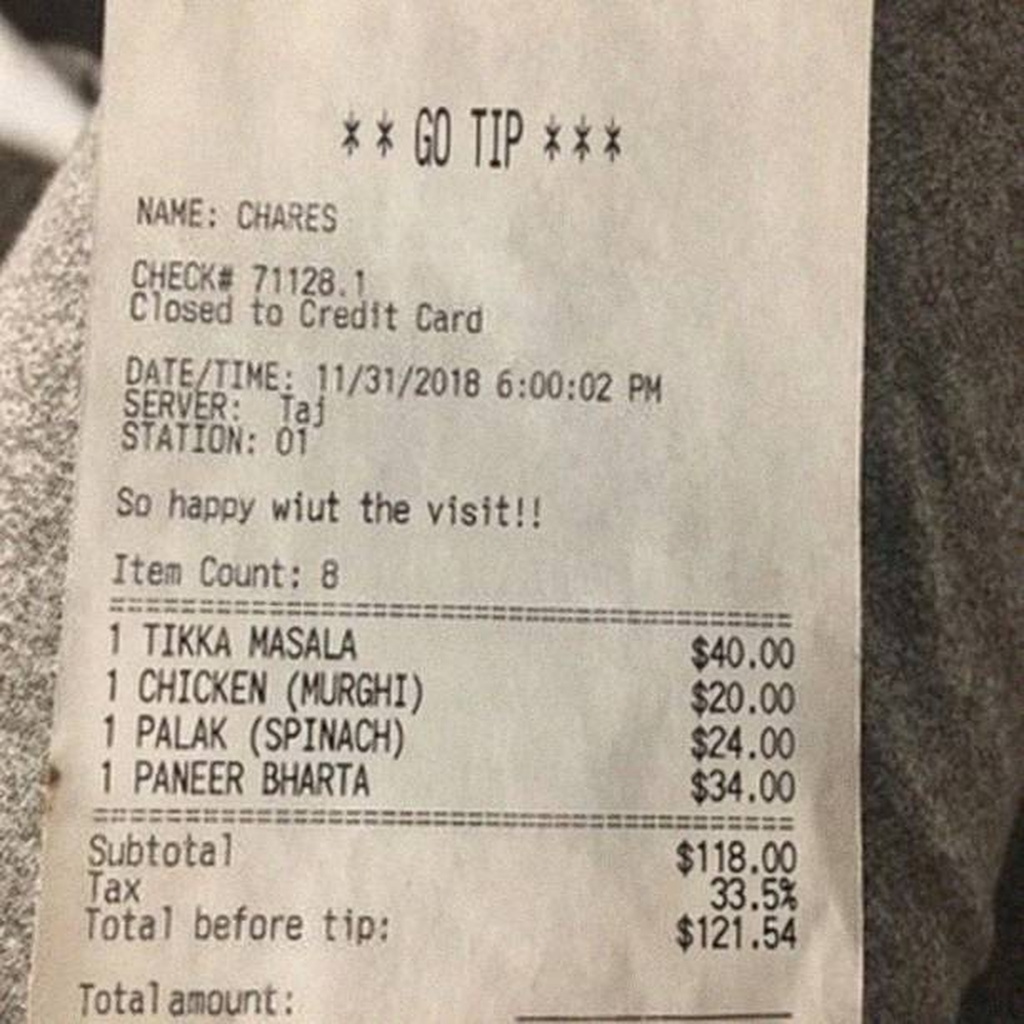 ** GO TIP ***
NAME: CHARES
CHECK# 71128.1
Closed to Credit Card
DATE/TIME: 11/31/2018 6:00:02 PM
SERVER: Taj
STATION: 01
So happy wiut the visit!!
Item Count: 8
1 TIKKA MASALA $40.00
1 CHICKEN (MURGHI) $20.00
1 PALAK (SPINACH) $24.00
1 PANEER BHARTA $34.00
Subtotal $118.00
Tax 33.5%
Total before tip: $121.54
Total amount: